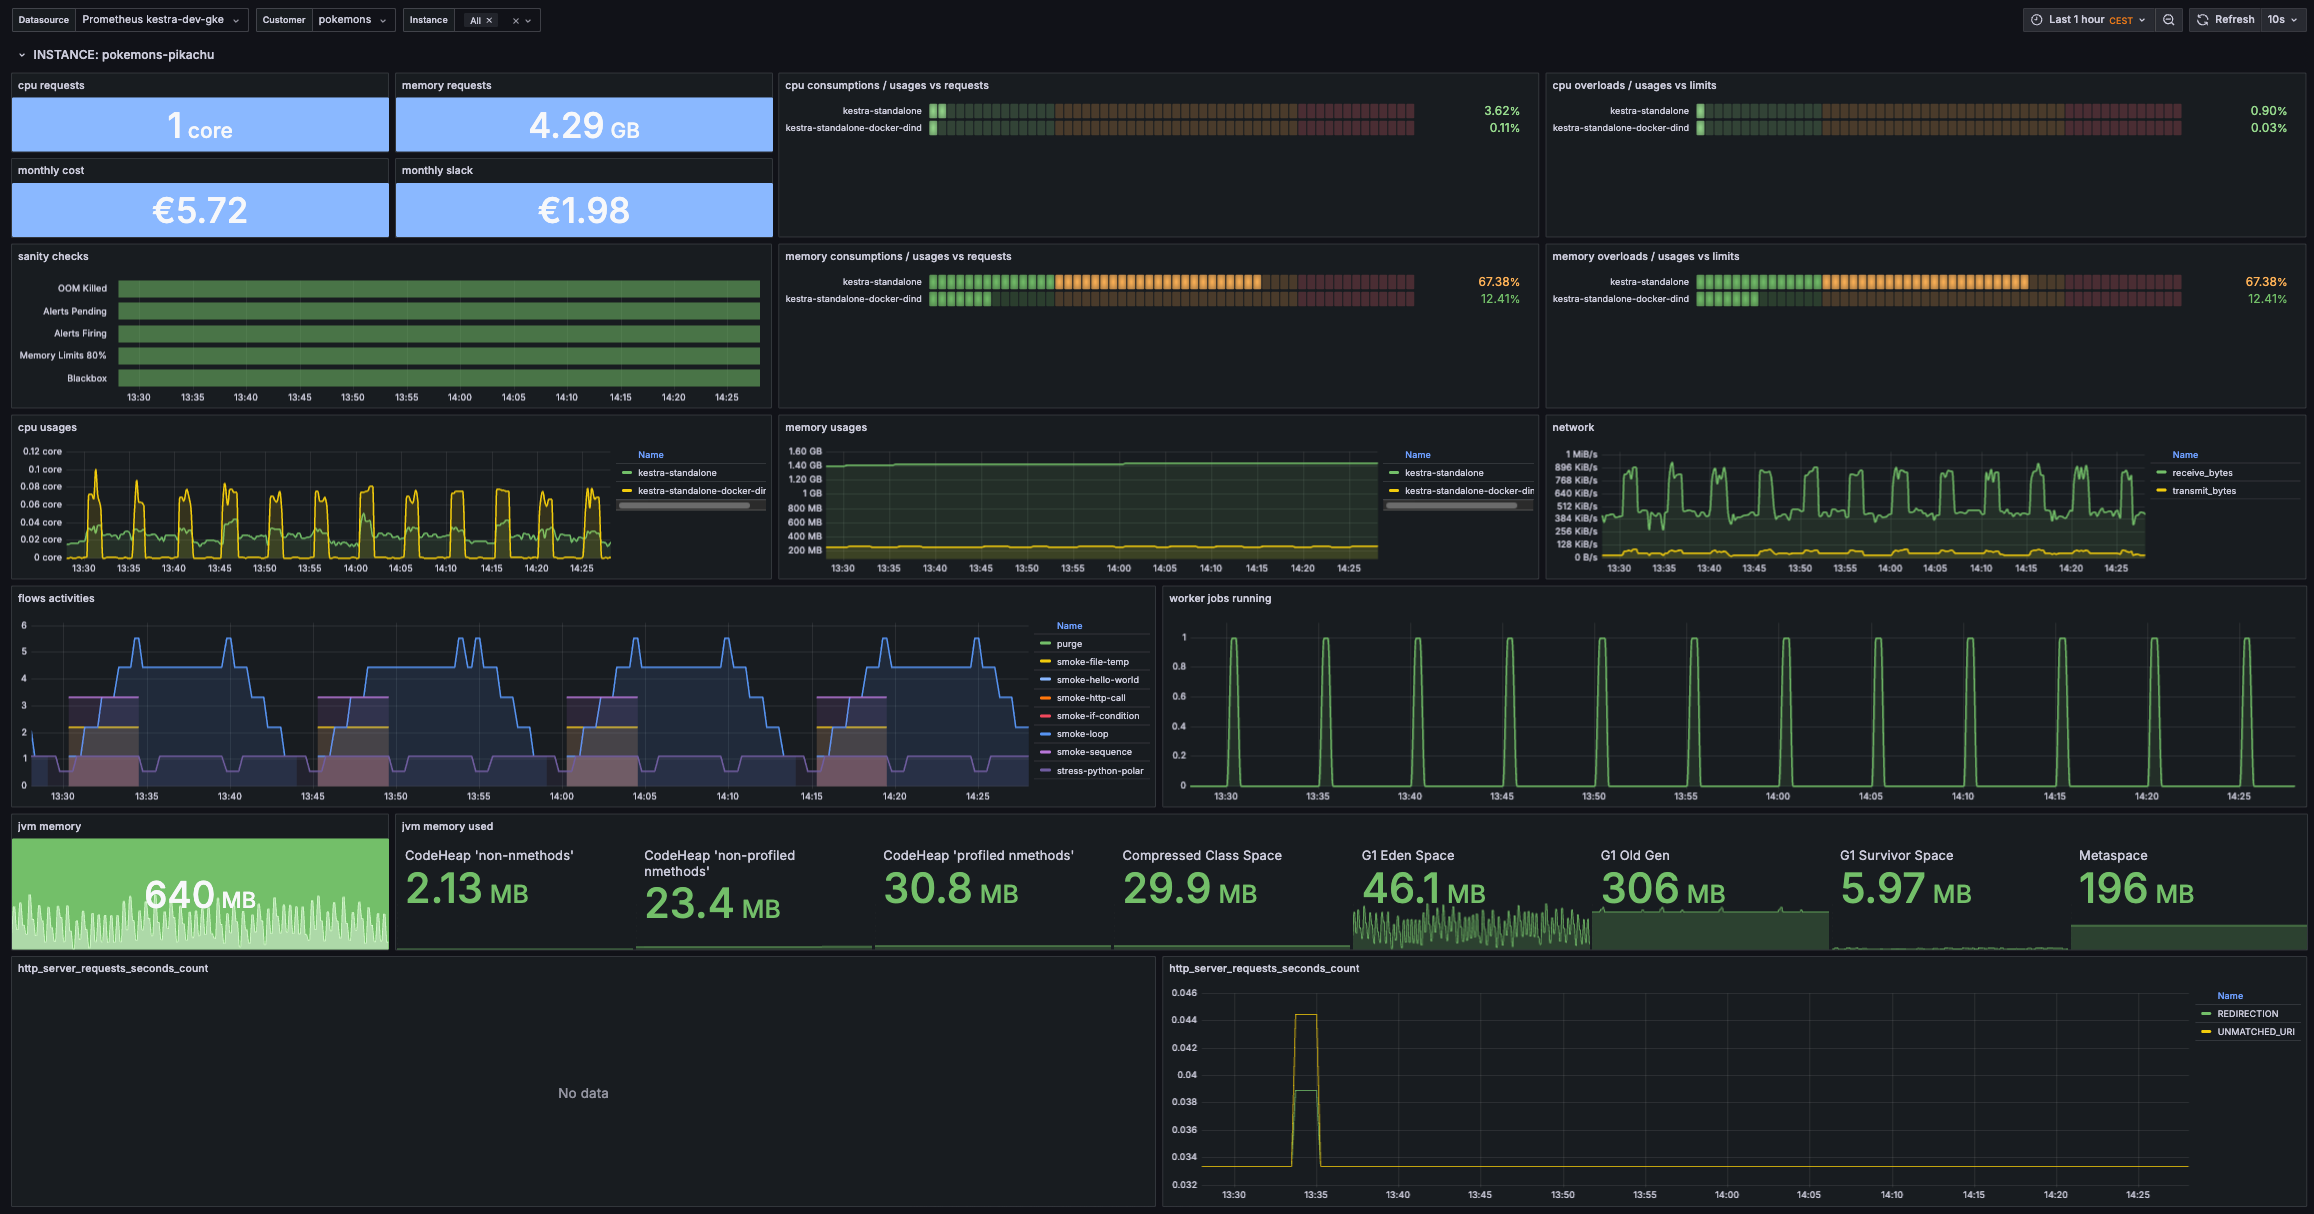 Datasource Prometheus kestra-dev-gke Customer pokemons Instance All Last 1 hour CEST Refresh 10s
INSTANCE: pokemons-pikachu
cpu requests
1 core
memory requests
4.29 GB
monthly cost
€5.72
monthly slack
€1.98
cpu consumptions / usages vs requests
kestra-standalone 3.62%
kestra-standalone-docker-dind 0.11%
cpu overloads / usages vs limits
kestra-standalone 0.90%
kestra-standalone-docker-dind 0.03%
sanity checks
OOM Killed
Alerts Pending
Alerts Firing
Memory Limits 80%
Blackbox
13:30 13:35 13:40 13:45 13:50 13:55 14:00 14:05 14:10 14:15 14:20 14:25
memory consumptions / usages vs requests
kestra-standalone 67.38%
kestra-standalone-docker-dind 12.41%
memory overloads / usages vs limits
kestra-standalone 67.38%
kestra-standalone-docker-dind 12.41%
cpu usages
0.12 core
0.1 core
0.08 core
0.06 core
0.04 core
0.02 core
0 core
13:30 13:35 13:40 13:45 13:50 13:55 14:00 14:05 14:10 14:15 14:20 14:25
Name
kestra-standalone
kestra-standalone-docker-dir
memory usages
1.60 GB
1.40 GB
1.20 GB
1 GB
800 MB
600 MB
400 MB
200 MB
13:30 13:35 13:40 13:45 13:50 13:55 14:00 14:05 14:10 14:15 14:20 14:25
Name
kestra-standalone
kestra-standalone-docker-din
network
1 MiB/s
896 KiB/s
768 KiB/s
640 KiB/s
512 KiB/s
384 KiB/s
256 KiB/s
128 KiB/s
0 B/s
13:30 13:35 13:40 13:45 13:50 13:55 14:00 14:05 14:10 14:15 14:20 14:25
Name
receive_bytes
transmit_bytes
flows activities
6
5
4
3
2
1
0
13:30 13:35 13:40 13:45 13:50 13:55 14:00 14:05 14:10 14:15 14:20 14:25
Name
purge
smoke-file-temp
smoke-hello-world
smoke-http-call
smoke-if-condition
smoke-loop
smoke-sequence
stress-python-polar
worker jobs running
1
0.8
0.6
0.4
0.2
0
13:30 13:35 13:40 13:45 13:50 13:55 14:00 14:05 14:10 14:15 14:20 14:25
jvm memory
640 MB
jvm memory used
CodeHeap 'non-nmethods'
2.13 MB
CodeHeap 'non-profiled
nmethods'
23.4 MB
CodeHeap 'profiled nmethods'
30.8 MB
Compressed Class Space
29.9 MB
G1 Eden Space
46.1 MB
G1 Old Gen
306 MB
G1 Survivor Space
5.97 MB
Metaspace
196 MB
http_server_requests_seconds_count
No data
http_server_requests_seconds_count
0.046
0.044
0.042
0.04
0.038
0.036
0.034
0.032
13:30 13:35 13:40 13:45 13:50 13:55 14:00 14:05 14:10 14:15 14:20 14:25
Name
REDIRECTION
UNMATCHED_URI